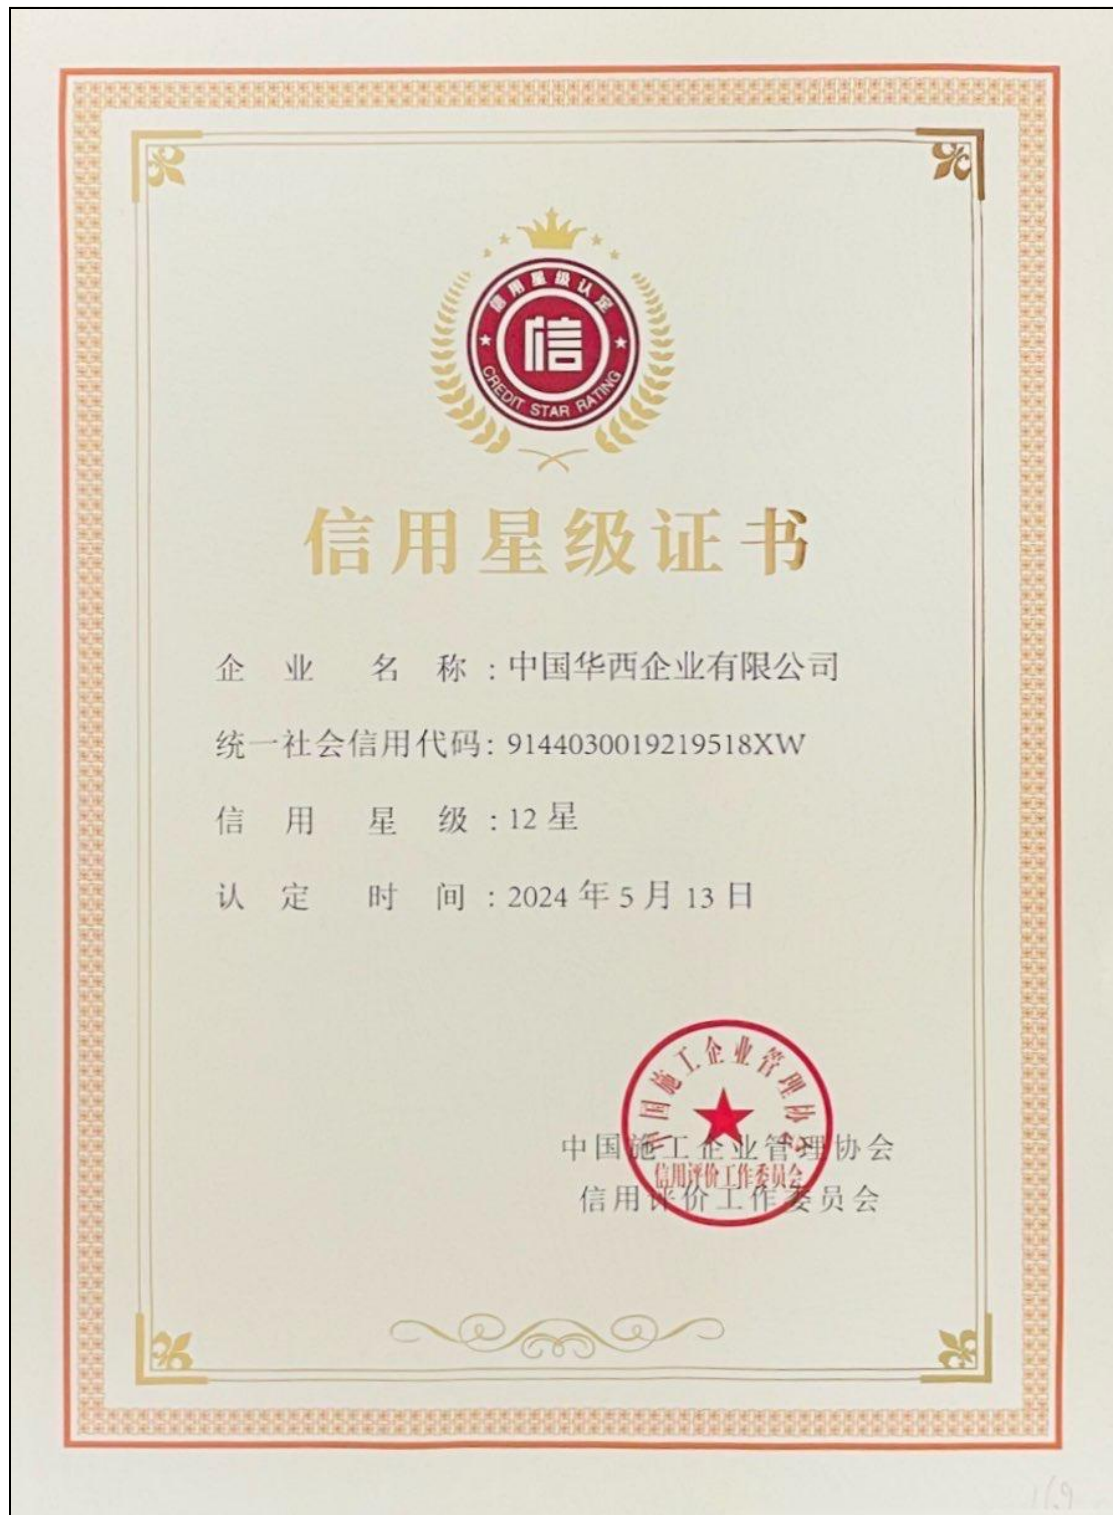 信用星级认定
信
CREDIT STAR RATING
信用星级证书
企业名称:中国华西企业有限公司
统一社会信用代码:9144030019219518XW
信用星级:12星
认定时间:2024年5月13日
中国施工企业管理协会
信用评价工作委员会
中国施工企业管理协会
信用评价工作委员会